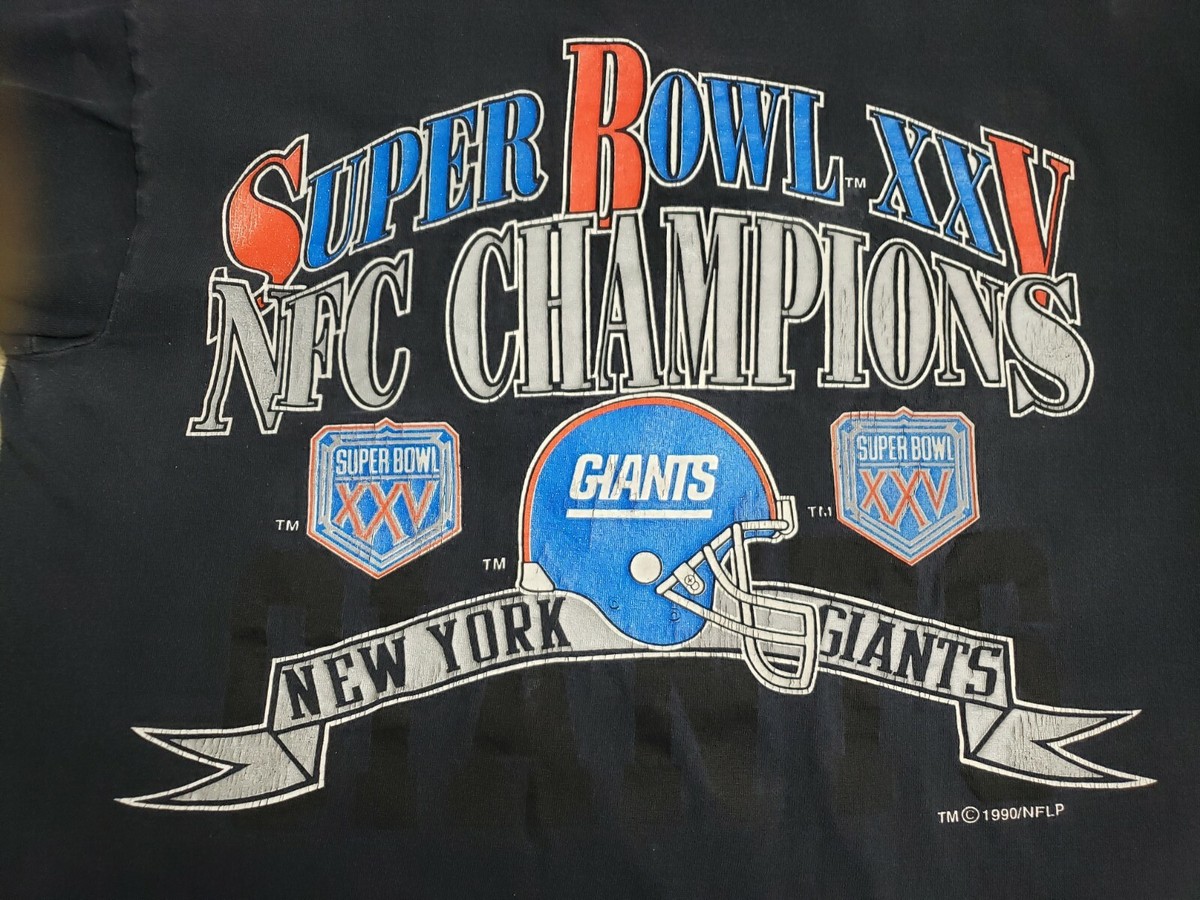 SUPER BOWL™ XXV
NFC CHAMPIONS
SUPER BOWL
XXV
TM
GIANTS
TM
SUPER BOWL
XXV
TM
NEW YORK GIANTS
TM © 1990/NFLP